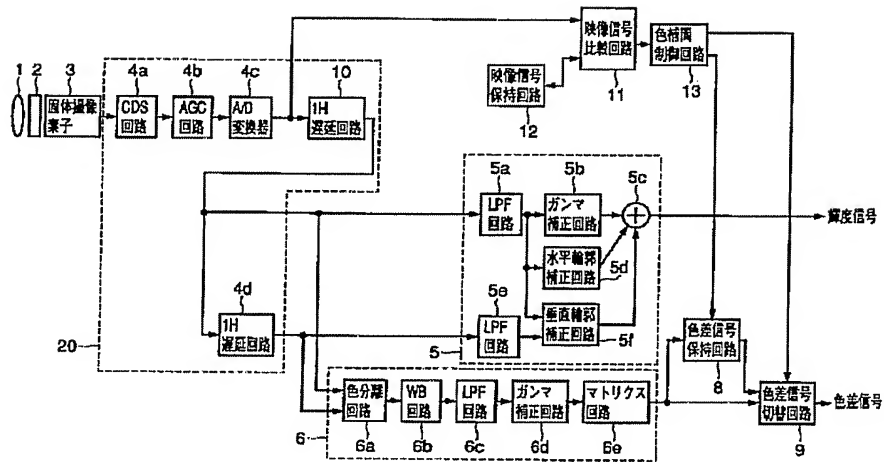 1
2
3
固体撮像
素子
4a
CDS
回路
4b
AGC
回路
4c
A/D
変換器
10
1H
遅延回路
映像信号
比較回路
11
映像信号
保持回路
12
色補間
制御回路
13
5a
LPF
回路
5b
ガンマ
補正回路
5c
輝度信号
水平輪郭
補正回路
5d
5e
LPF
回路
垂直輪郭
補正回路
5f
5
4d
1H
遅延回路
20
色差信号
保持回路
8
色分離
回路
6a
WB
回路
6b
LPF
回路
6c
ガンマ
補正回路
6d
マトリクス
回路
6e
6
色差信号
切替回路
9
色差信号